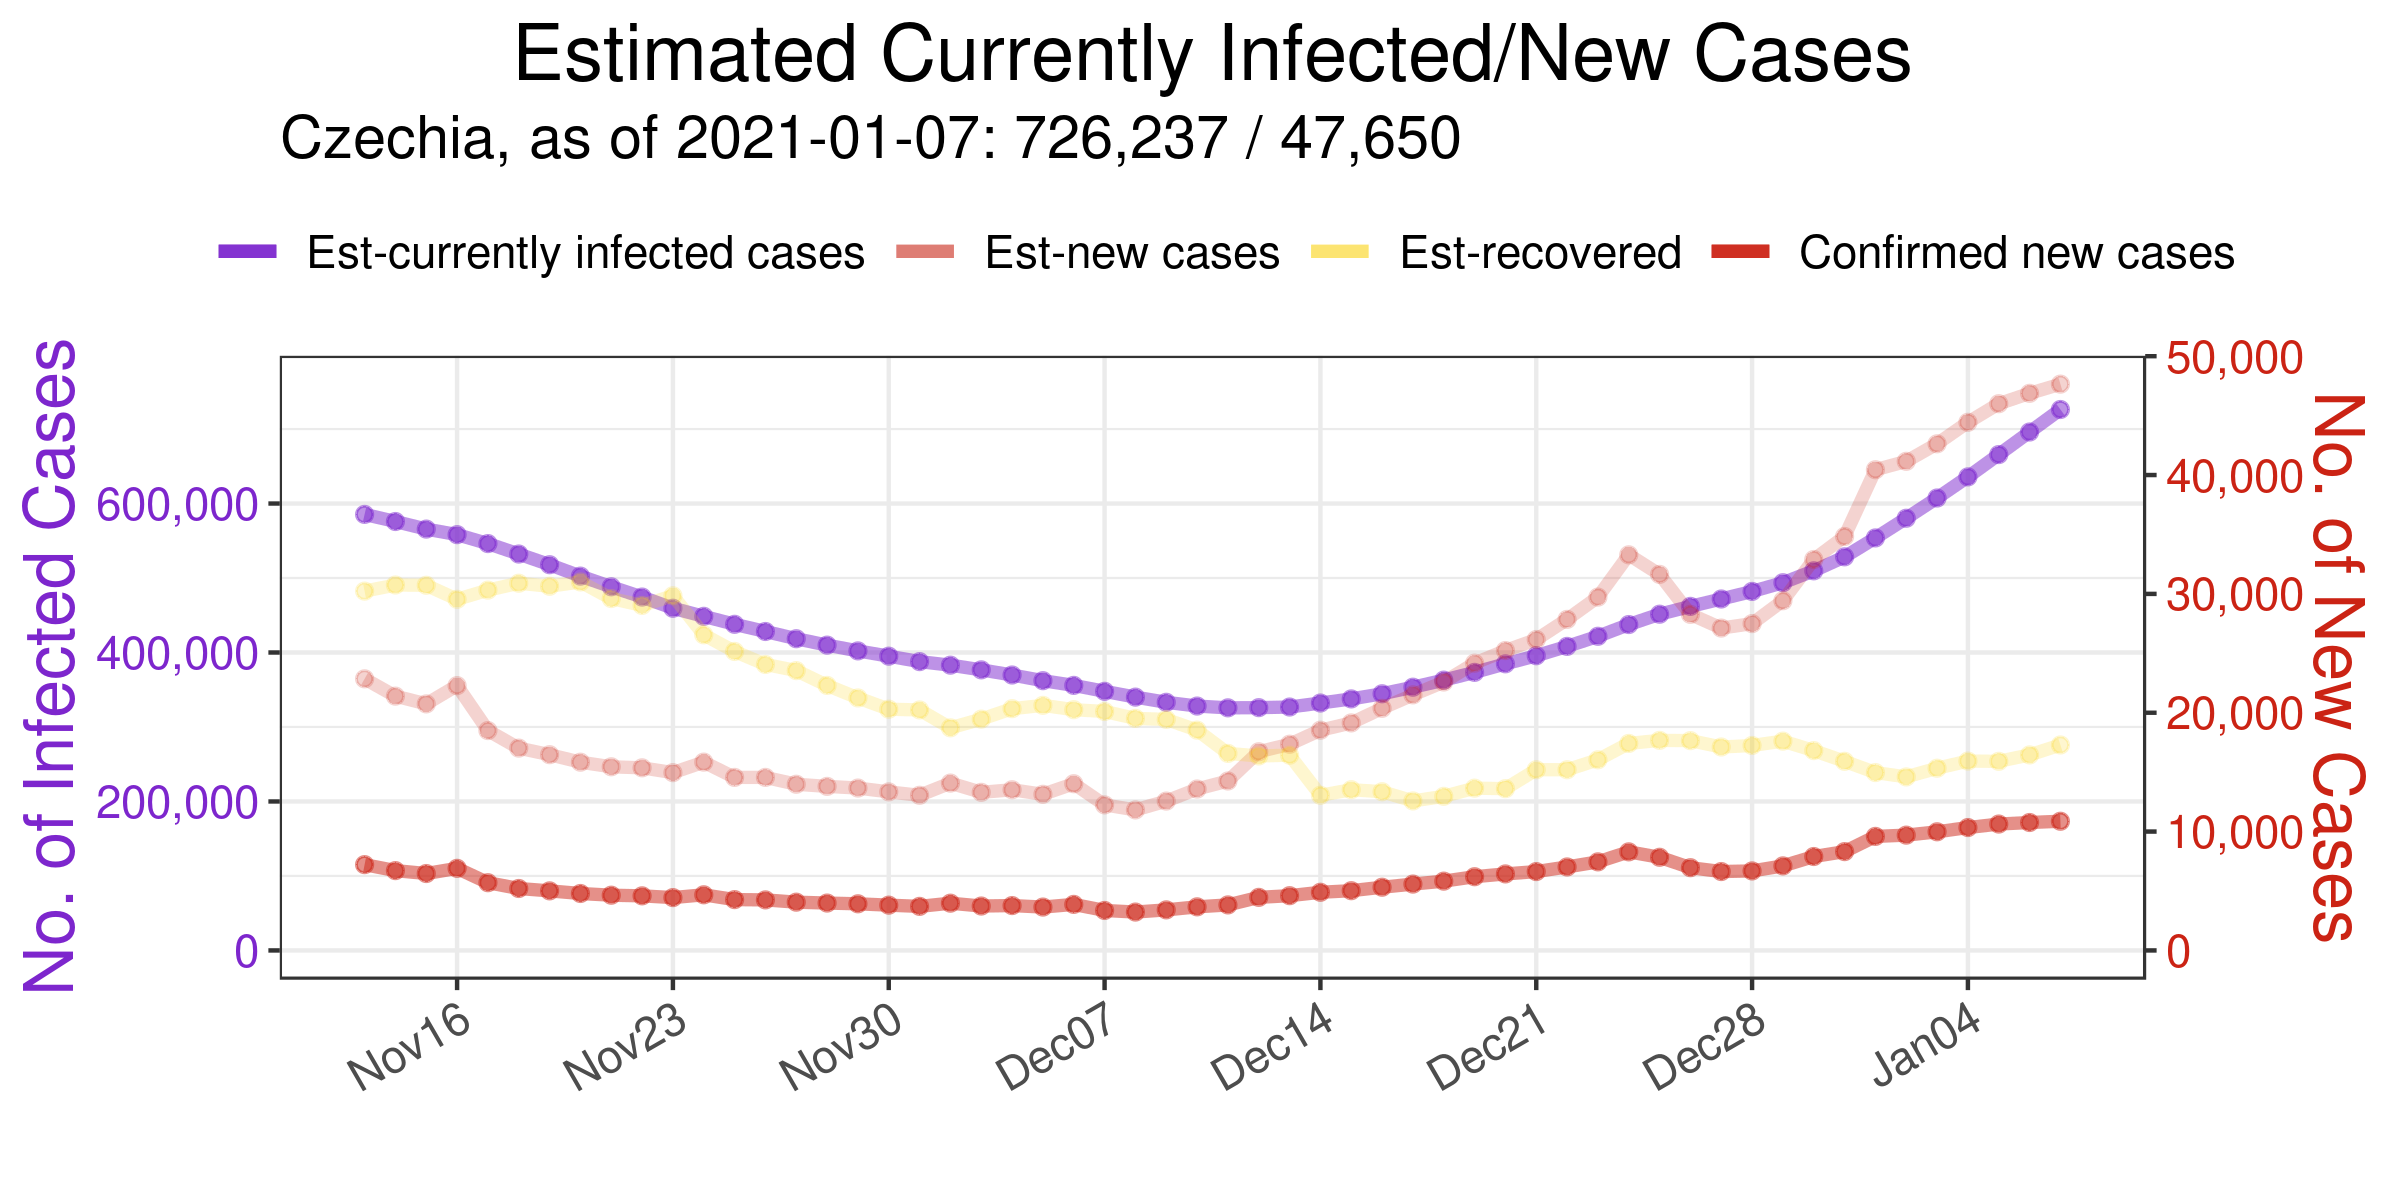 Estimated Currently Infected/New Cases
Czechia, as of 2021-01-07: 726,237 / 47,650
Est-currently infected cases Est-new cases Est-recovered Confirmed new cases
No. of Infected Cases
600,000
400,000
200,000
0
50,000
40,000
30,000
20,000
10,000
0
No. of New Cases
Nov16 Nov23 Nov30 Dec07 Dec14 Dec21 Dec28 Jan04